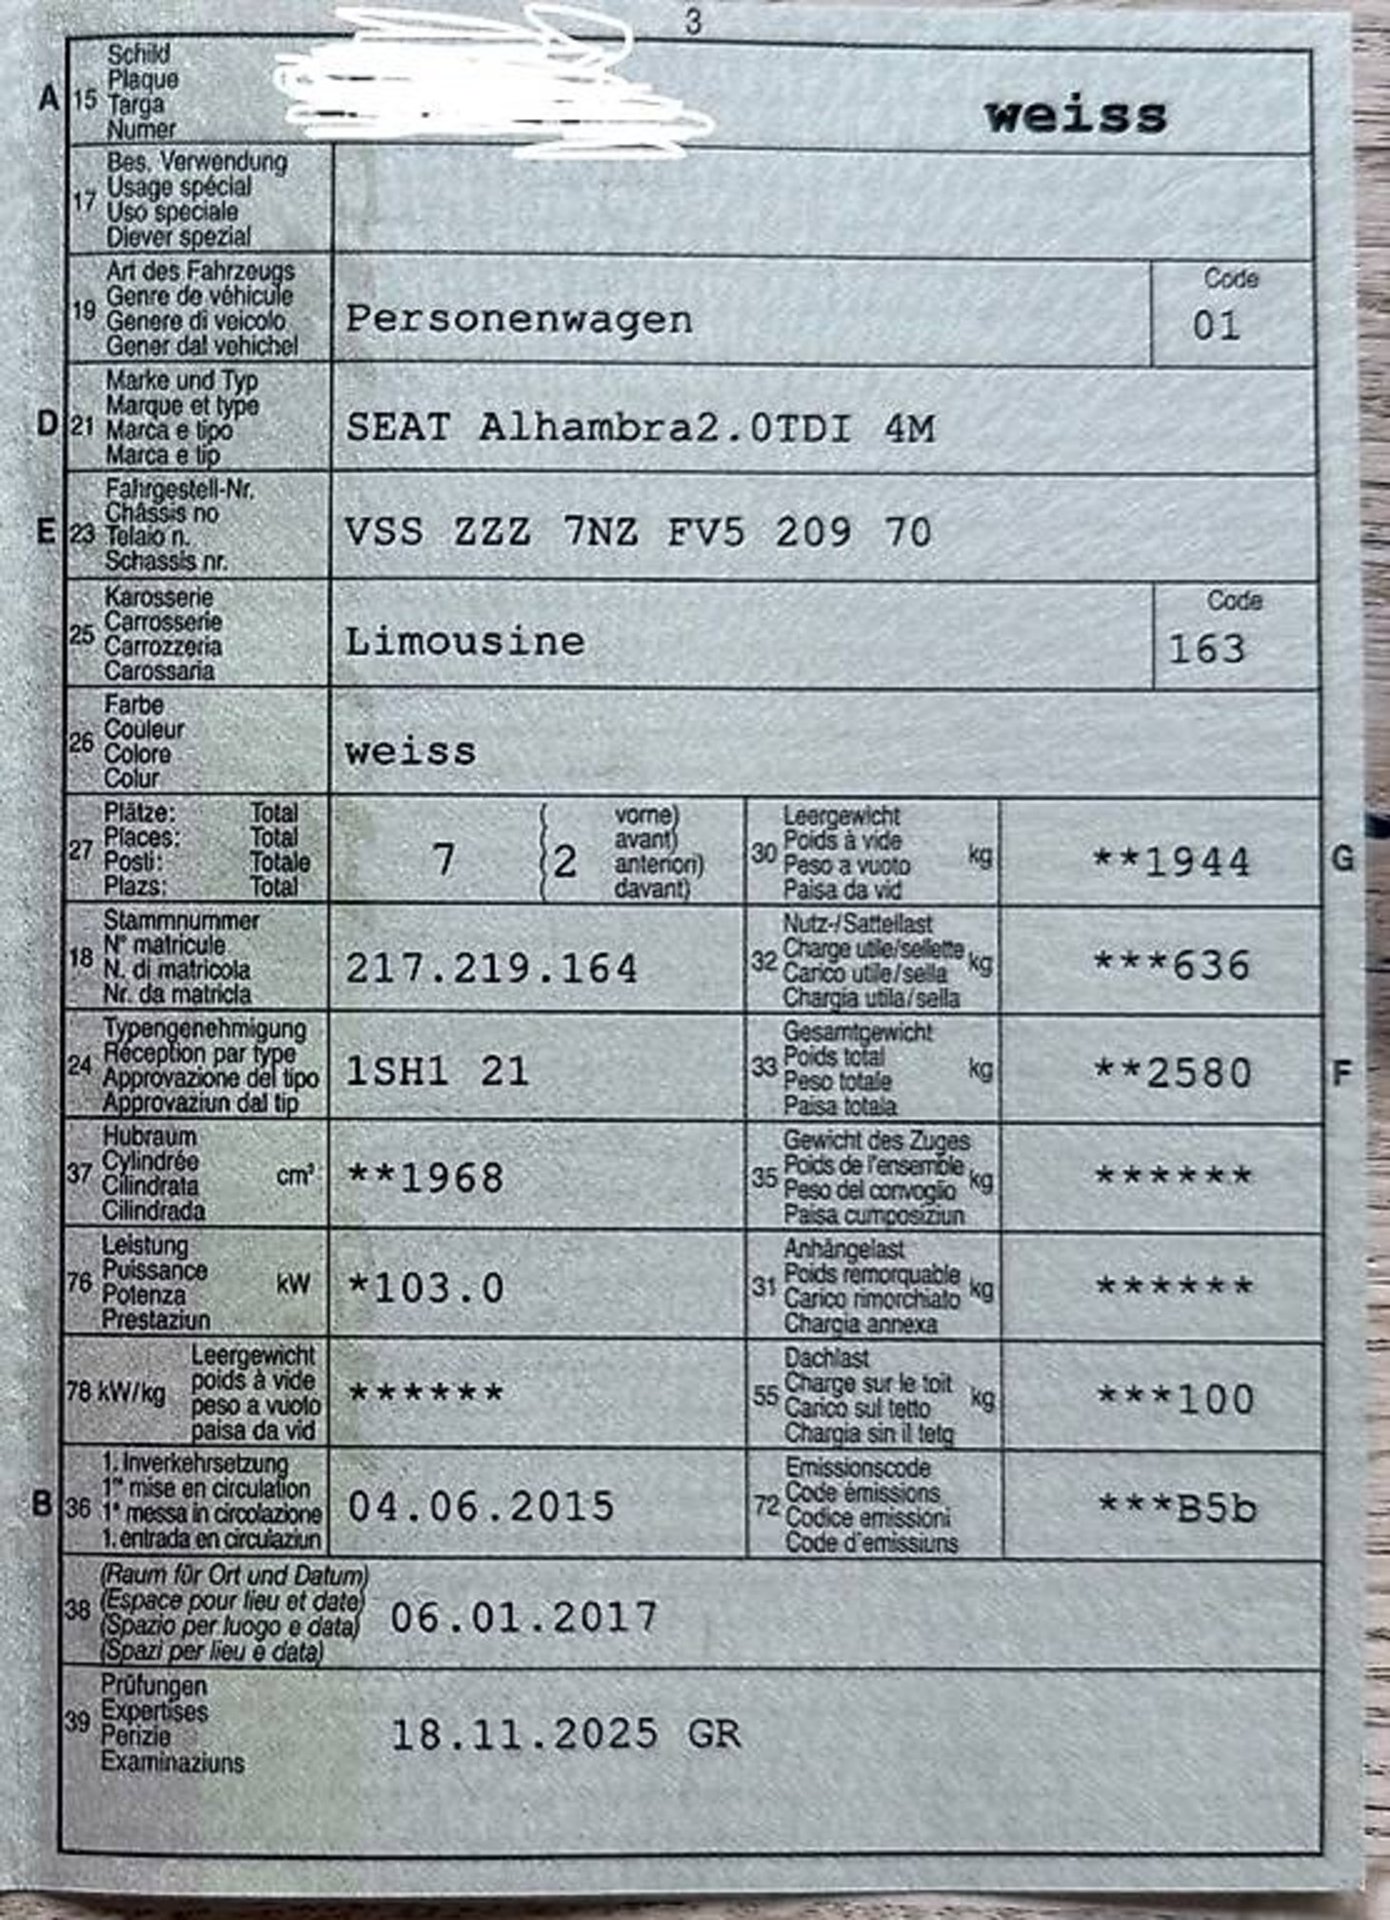 3
A 15 Schild
Plaque
Targa
Numer
weiss
17 Bes. Verwendung
Usage spécial
Uso speciale
Diever spezial
19 Art des Fahrzeugs
Genre de véhicule
Genere di veicolo
Gener dal vehichel
Personenwagen
Code
01
D 21 Marke und Typ
Marque et type
Marca e tipo
Marca e tip
SEAT Alhambra2.0TDI 4M
E 23 Fahrgestell-Nr.
Châssis no
Telaio n.
Schassis nr.
VSS ZZZ 7NZ FV5 209 70
25 Karosserie
Carrosserie
Carrozzeria
Carossaria
Limousine
Code
163
26 Farbe
Couleur
Colore
Colur
weiss
27 Plätze: Total
Places: Total
Posti: Totale
Plazs: Total
7
2
vorne)
avant)
anteriori)
davant)
30 Leergewicht
Poids à vide
Peso a vuoto
Paisa da vid
kg
**1944
G
18 Stammnummer
N° matricule
N. di matricola
Nr. da matricla
217.219.164
32 Nutz-/Sattellast
Charge utile/sellette
Carico utile/sella
Chargia utila/sella
kg
***636
24 Typengenehmigung
Réception par type
Approvazione del tipo
Approvaziun dal tip
1SH1 21
33 Gesamtgewicht
Poids total
Peso totale
Paisa totala
kg
**2580
F
37 Hubraum
Cylindrée
Cilindrata
Cilindrada
cm³
**1968
35 Gewicht des Zuges
Poids de l'ensemble
Peso del convoglio
Paisa cumposiziun
kg
******
76 Leistung
Puissance
Potenza
Prestaziun
kW
*103.0
31 Anhängelast
Poids remorquable
Carico rimorchiato
Chargia annexa
kg
******
78 kW/kg
Leergewicht
poids à vide
peso a vuoto
paisa da vid
******
55 Dachlast
Charge sur le toit
Carico sul tetto
Chargia sin il tetg
kg
***100
B 36 1. Inverkehrsetzung
1re mise en circulation
1a messa in circolazione
1. entrada en circulaziun
04.06.2015
72 Emissionscode
Code émissions
Codice emissioni
Code d'emissiuns
***B5b
38 (Raum für Ort und Datum)
(Espace pour lieu et date)
(Spazio per luogo e data)
(Spazi per lieu e data)
06.01.2017
39 Prüfungen
Expertises
Perizie
Examinaziuns
18.11.2025 GR